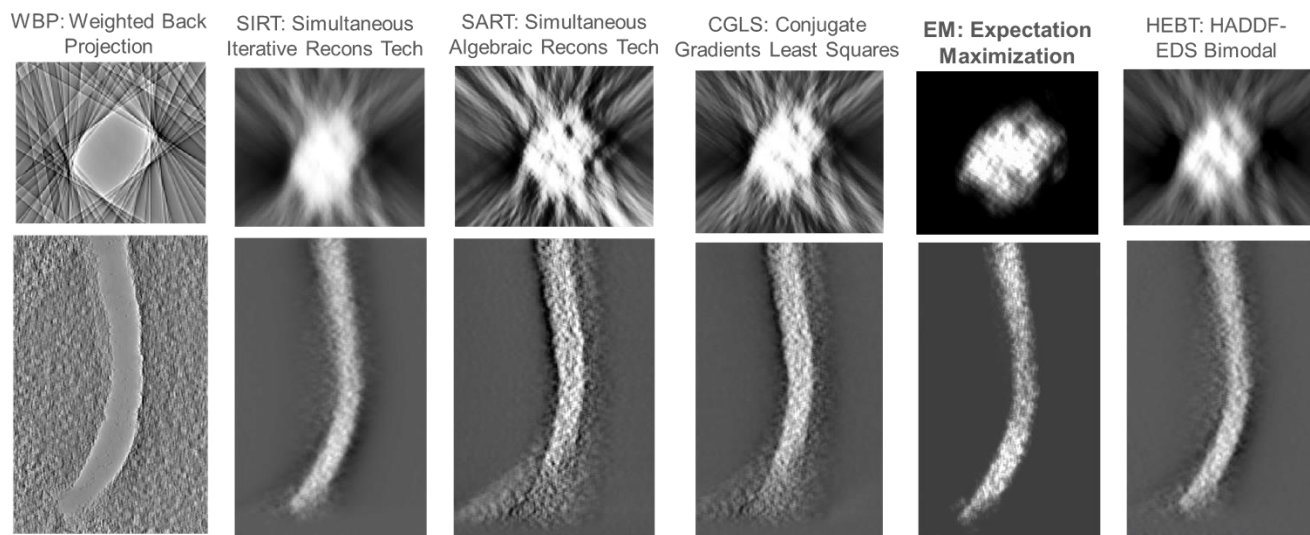 WBP: Weighted Back
Projection
SIRT: Simultaneous
Iterative Recons Tech
SART: Simultaneous
Algebraic Recons Tech
CGLS: Conjugate
Gradients Least Squares
EM: Expectation
Maximization
HEBT: HADDF-
EDS Bimodal